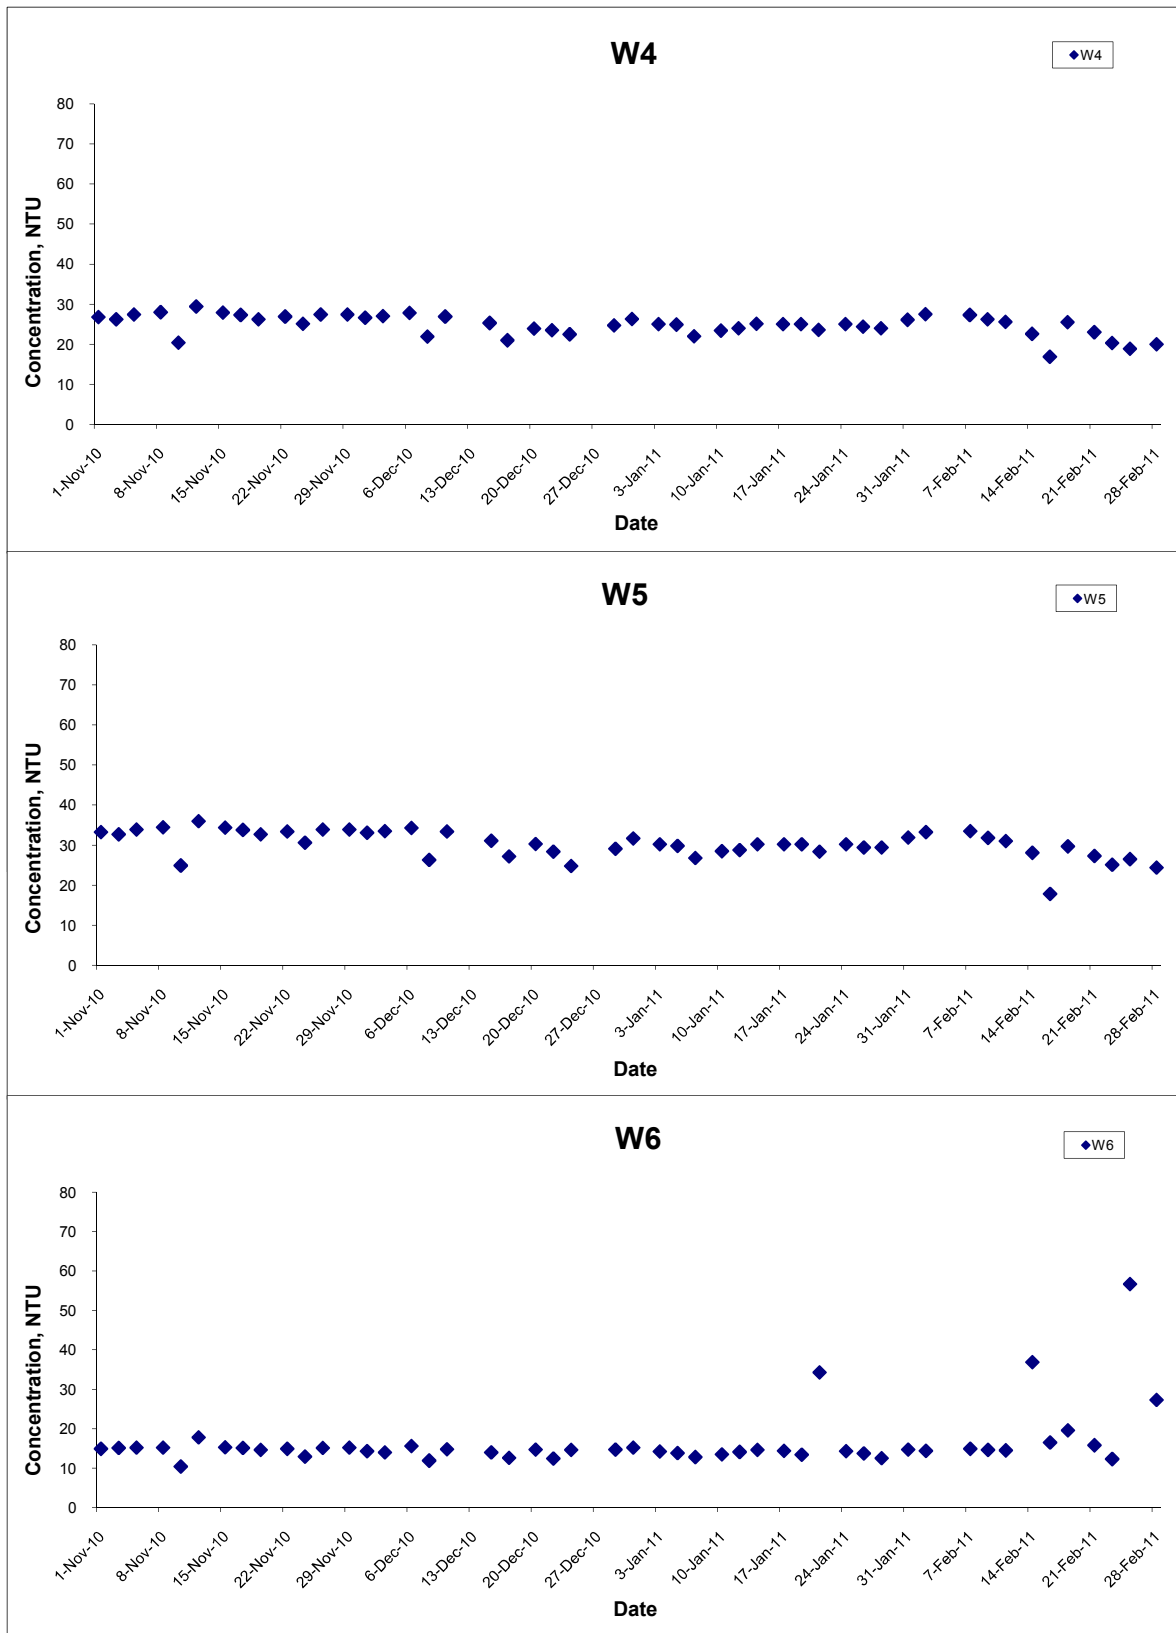 W4
W4
80
70
60
50
40
30
20
10
0
Concentration, NTU
1-Nov-10
8-Nov-10
15-Nov-10
22-Nov-10
29-Nov-10
6-Dec-10
13-Dec-10
20-Dec-10
27-Dec-10
3-Jan-11
10-Jan-11
17-Jan-11
24-Jan-11
31-Jan-11
7-Feb-11
14-Feb-11
21-Feb-11
28-Feb-11
Date
W5
W5
80
70
60
50
40
30
20
10
0
Concentration, NTU
1-Nov-10
8-Nov-10
15-Nov-10
22-Nov-10
29-Nov-10
6-Dec-10
13-Dec-10
20-Dec-10
27-Dec-10
3-Jan-11
10-Jan-11
17-Jan-11
24-Jan-11
31-Jan-11
7-Feb-11
14-Feb-11
21-Feb-11
28-Feb-11
Date
W6
W6
80
70
60
50
40
30
20
10
0
Concentration, NTU
1-Nov-10
8-Nov-10
15-Nov-10
22-Nov-10
29-Nov-10
6-Dec-10
13-Dec-10
20-Dec-10
27-Dec-10
3-Jan-11
10-Jan-11
17-Jan-11
24-Jan-11
31-Jan-11
7-Feb-11
14-Feb-11
21-Feb-11
28-Feb-11
Date